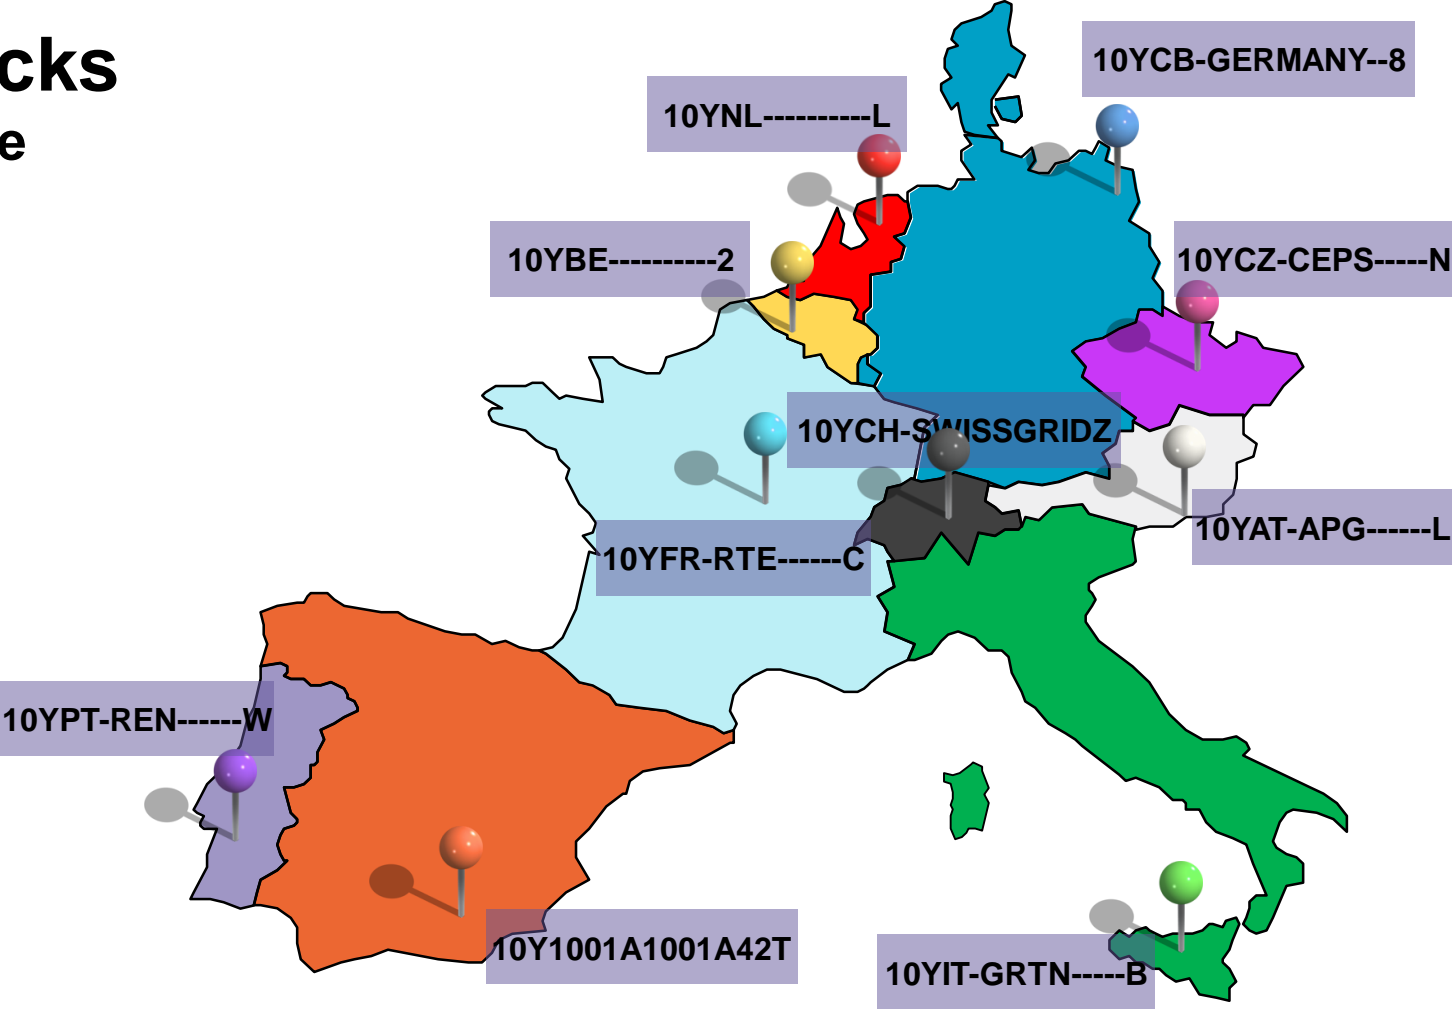 cks
e
10YCB-GERMANY--8
10YNL----------L
10YBE----------2
10YCZ-CEPS-----N
10YCH-SWISSGRIDZ
10YAT-APG------L
10YFR-RTE------C
10YPT-REN------W
10Y1001A1001A42T
10YIT-GRTN-----B